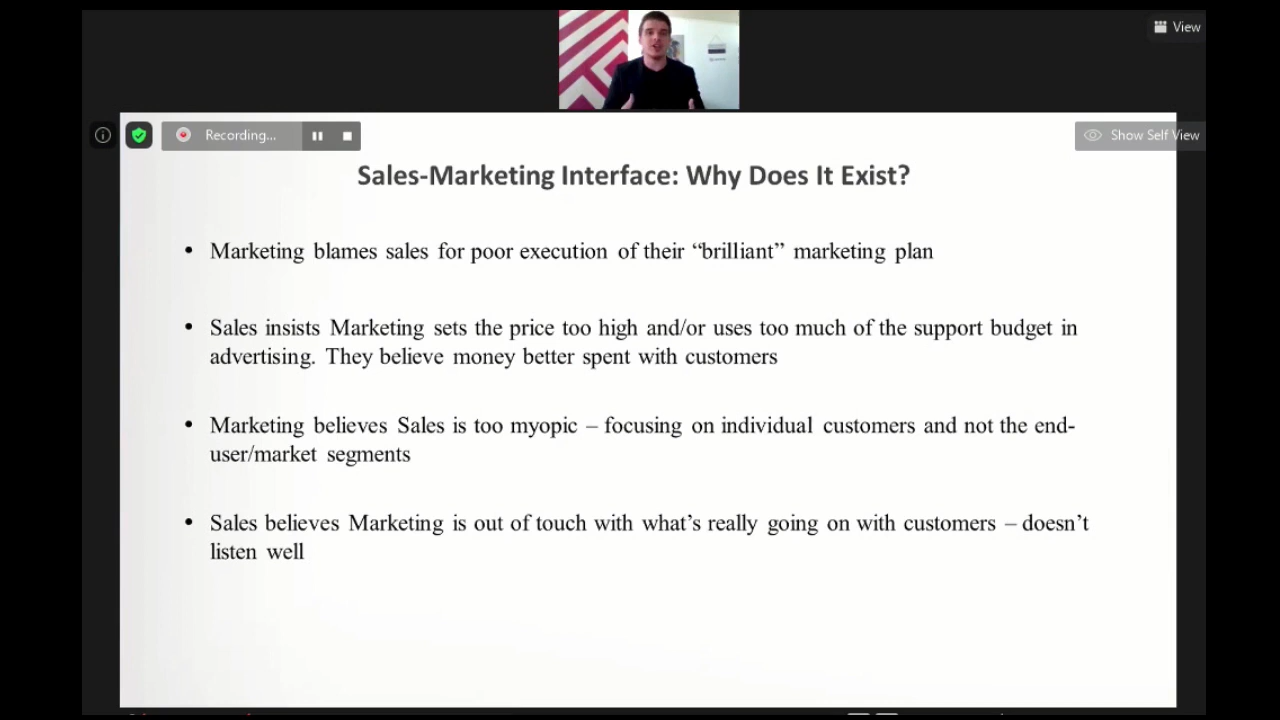 View
Recording...
Show Self View
Sales-Marketing Interface: Why Does It Exist?
• Marketing blames sales for poor execution of their “brilliant” marketing plan
• Sales insists Marketing sets the price too high and/or uses too much of the support budget in
advertising. They believe money better spent with customers
• Marketing believes Sales is too myopic – focusing on individual customers and not the end-
user/market segments
• Sales believes Marketing is out of touch with what’s really going on with customers – doesn’t
listen well